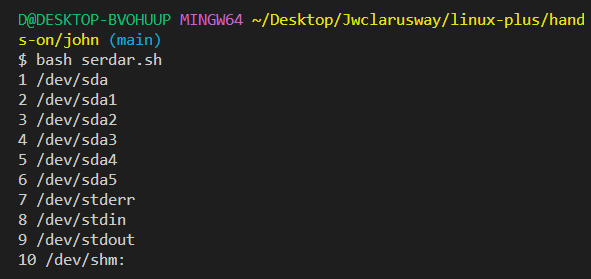 D@DESKTOP-BVOHUUP MINGW64 ~/Desktop/Jwclarusway/linux-plus/hand
s-on/john (main)
$ bash serdar.sh
1 /dev/sda
2 /dev/sda1
3 /dev/sda2
4 /dev/sda3
5 /dev/sda4
6 /dev/sda5
7 /dev/stderr
8 /dev/stdin
9 /dev/stdout
10 /dev/shm: